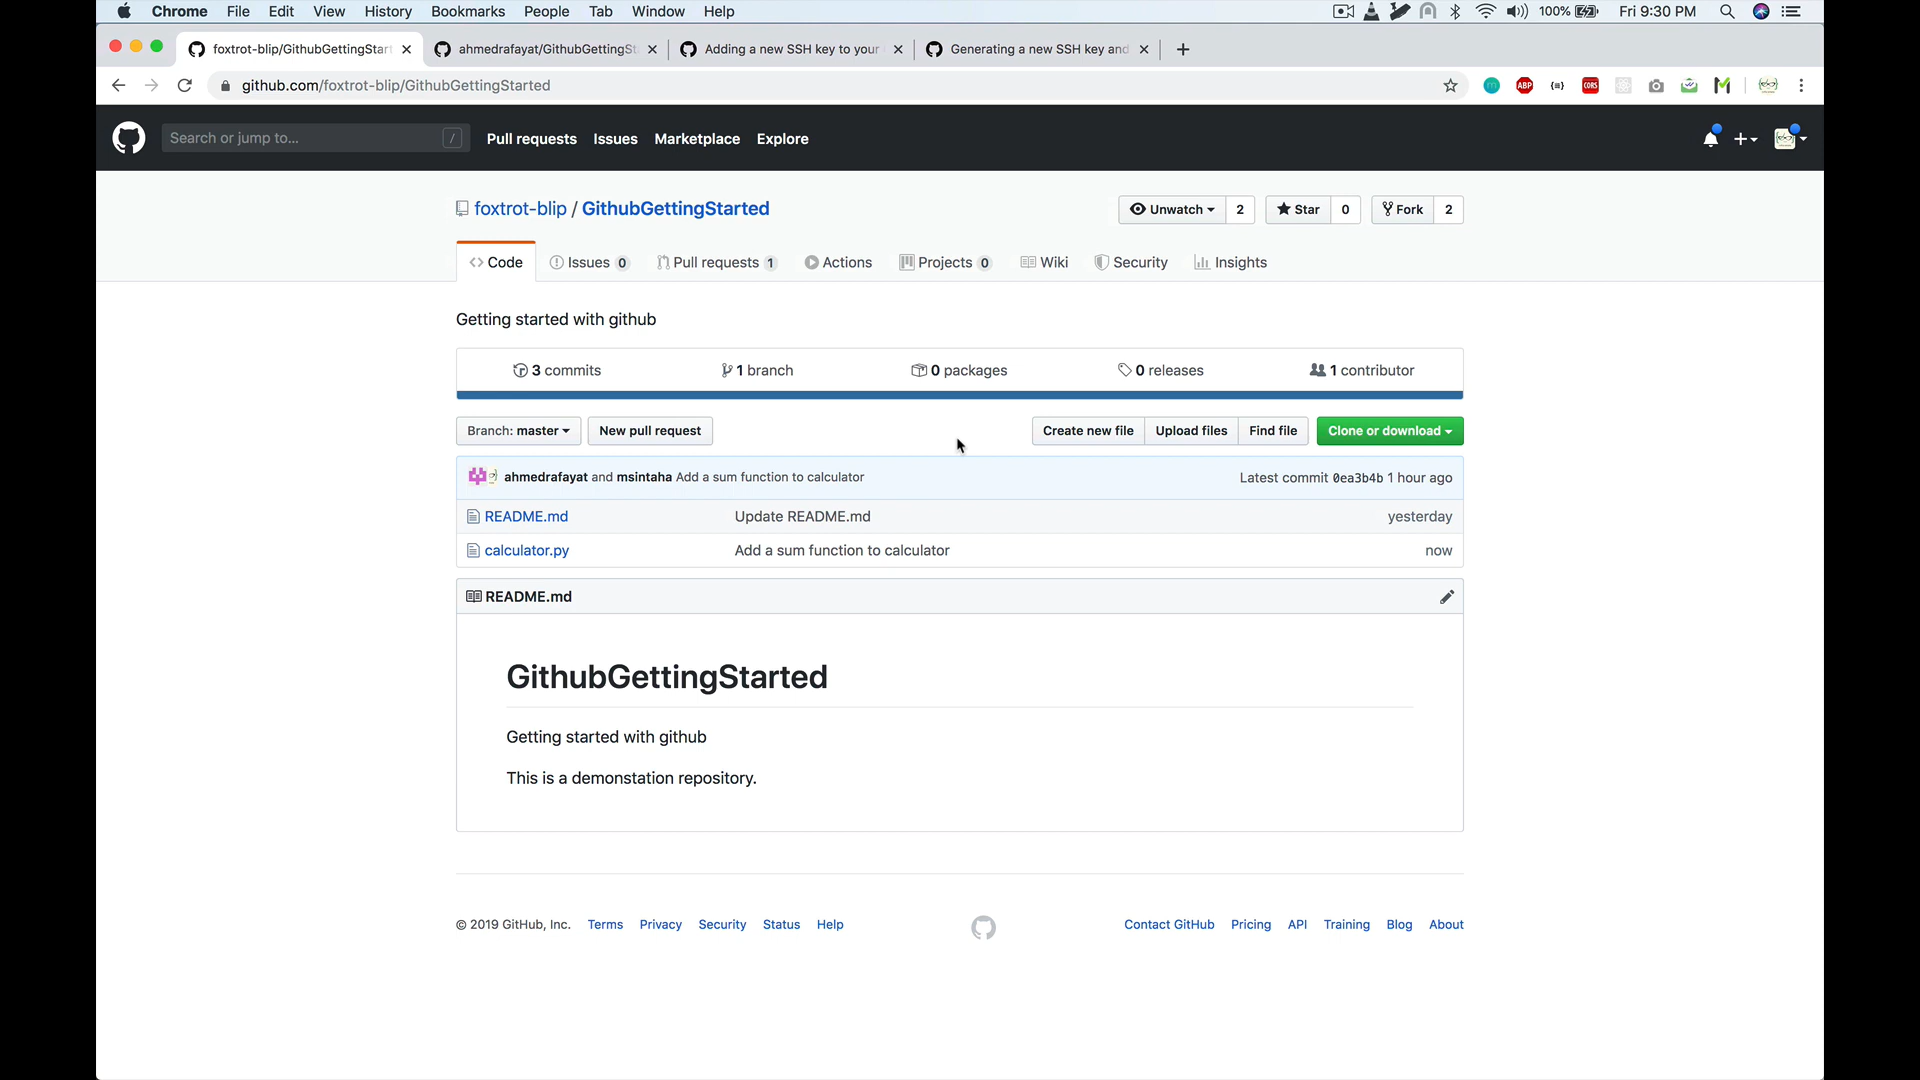 Chrome File Edit View History Bookmarks People Tab Window Help 100% Fri 9:30 PM
foxtrot-blip/GithubGettingStar ahmedrafayat/GithubGettingSt Adding a new SSH key to your Generating a new SSH key and
github.com/foxtrot-blip/GithubGettingStarted ABP CORS
Search or jump to... / Pull requests Issues Marketplace Explore
foxtrot-blip / GithubGettingStarted Unwatch 2 Star 0 Fork 2
Code Issues 0 Pull requests 1 Actions Projects 0 Wiki Security Insights
Getting started with github
3 commits 1 branch 0 packages 0 releases 1 contributor
Branch: master New pull request Create new file Upload files Find file Clone or download
ahmedrafayat and msintaha Add a sum function to calculator Latest commit 0ea3b4b 1 hour ago
README.md Update README.md yesterday
calculator.py Add a sum function to calculator now
README.md
GithubGettingStarted
Getting started with github
This is a demonstation repository.
© 2019 GitHub, Inc. Terms Privacy Security Status Help Contact GitHub Pricing API Training Blog About